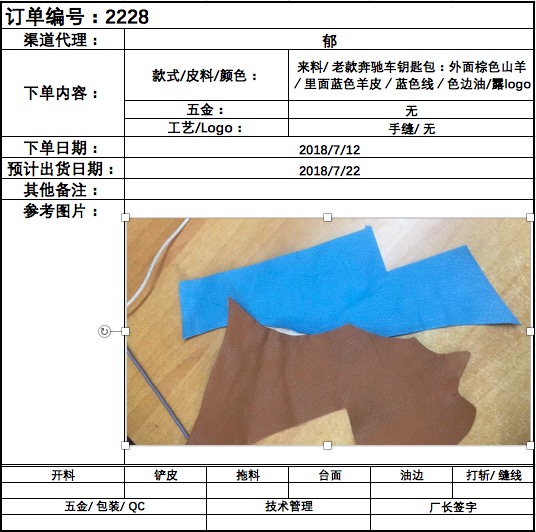 订单编号：2228
渠道代理： 郁
下单内容： 款式/皮料/颜色： 来料/ 老款奔驰车钥匙包：外面棕色山羊
/ 里面蓝色羊皮 / 蓝色线 / 色边油/露logo
五金： 无
工艺/Logo： 手缝/ 无
下单日期： 2018/7/12
预计出货日期： 2018/7/22
其他备注：
参考图片：
开料 铲皮 拖料 台面 油边 打斩/ 缝线
五金/ 包装/ QC 技术管理 厂长签字